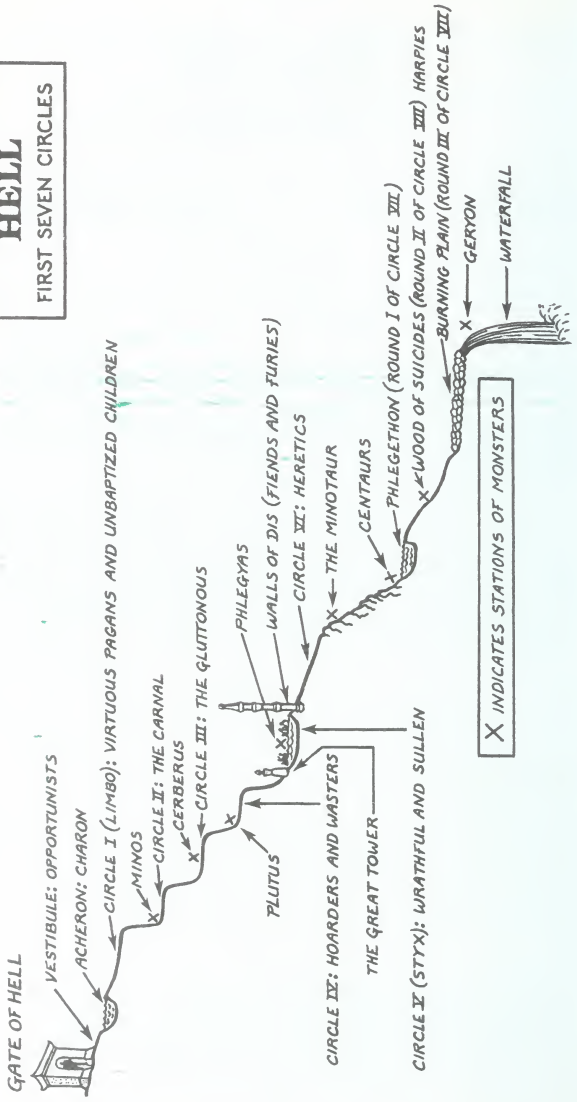 HELL
FIRST SEVEN CIRCLES
GATE OF HELL
VESTIBULE: OPPORTUNISTS
ACHERON: CHARON
CIRCLE I (LIMBO): VIRTUOUS PAGANS AND UNBAPTIZED CHILDREN
MINOS
CIRCLE II: THE CARNAL
CERBERUS
CIRCLE III: THE GLUTTONOUS
PLUTUS
CIRCLE IV: HOARDERS AND WASTERS
THE GREAT TOWER
CIRCLE V (STYX): WRATHFUL AND SULLEN
PHLEGYAS
WALLS OF DIS (FIENDS AND FURIES)
CIRCLE VI: HERETICS
THE MINOTAUR
CENTAURS
PHLEGETHON (ROUND I OF CIRCLE VII)
WOOD OF SUICIDES (ROUND II OF CIRCLE VII) HARPIES
BURNING PLAIN (ROUND III OF CIRCLE VII)
GERYON
WATERFALL
X INDICATES STATIONS OF MONSTERS